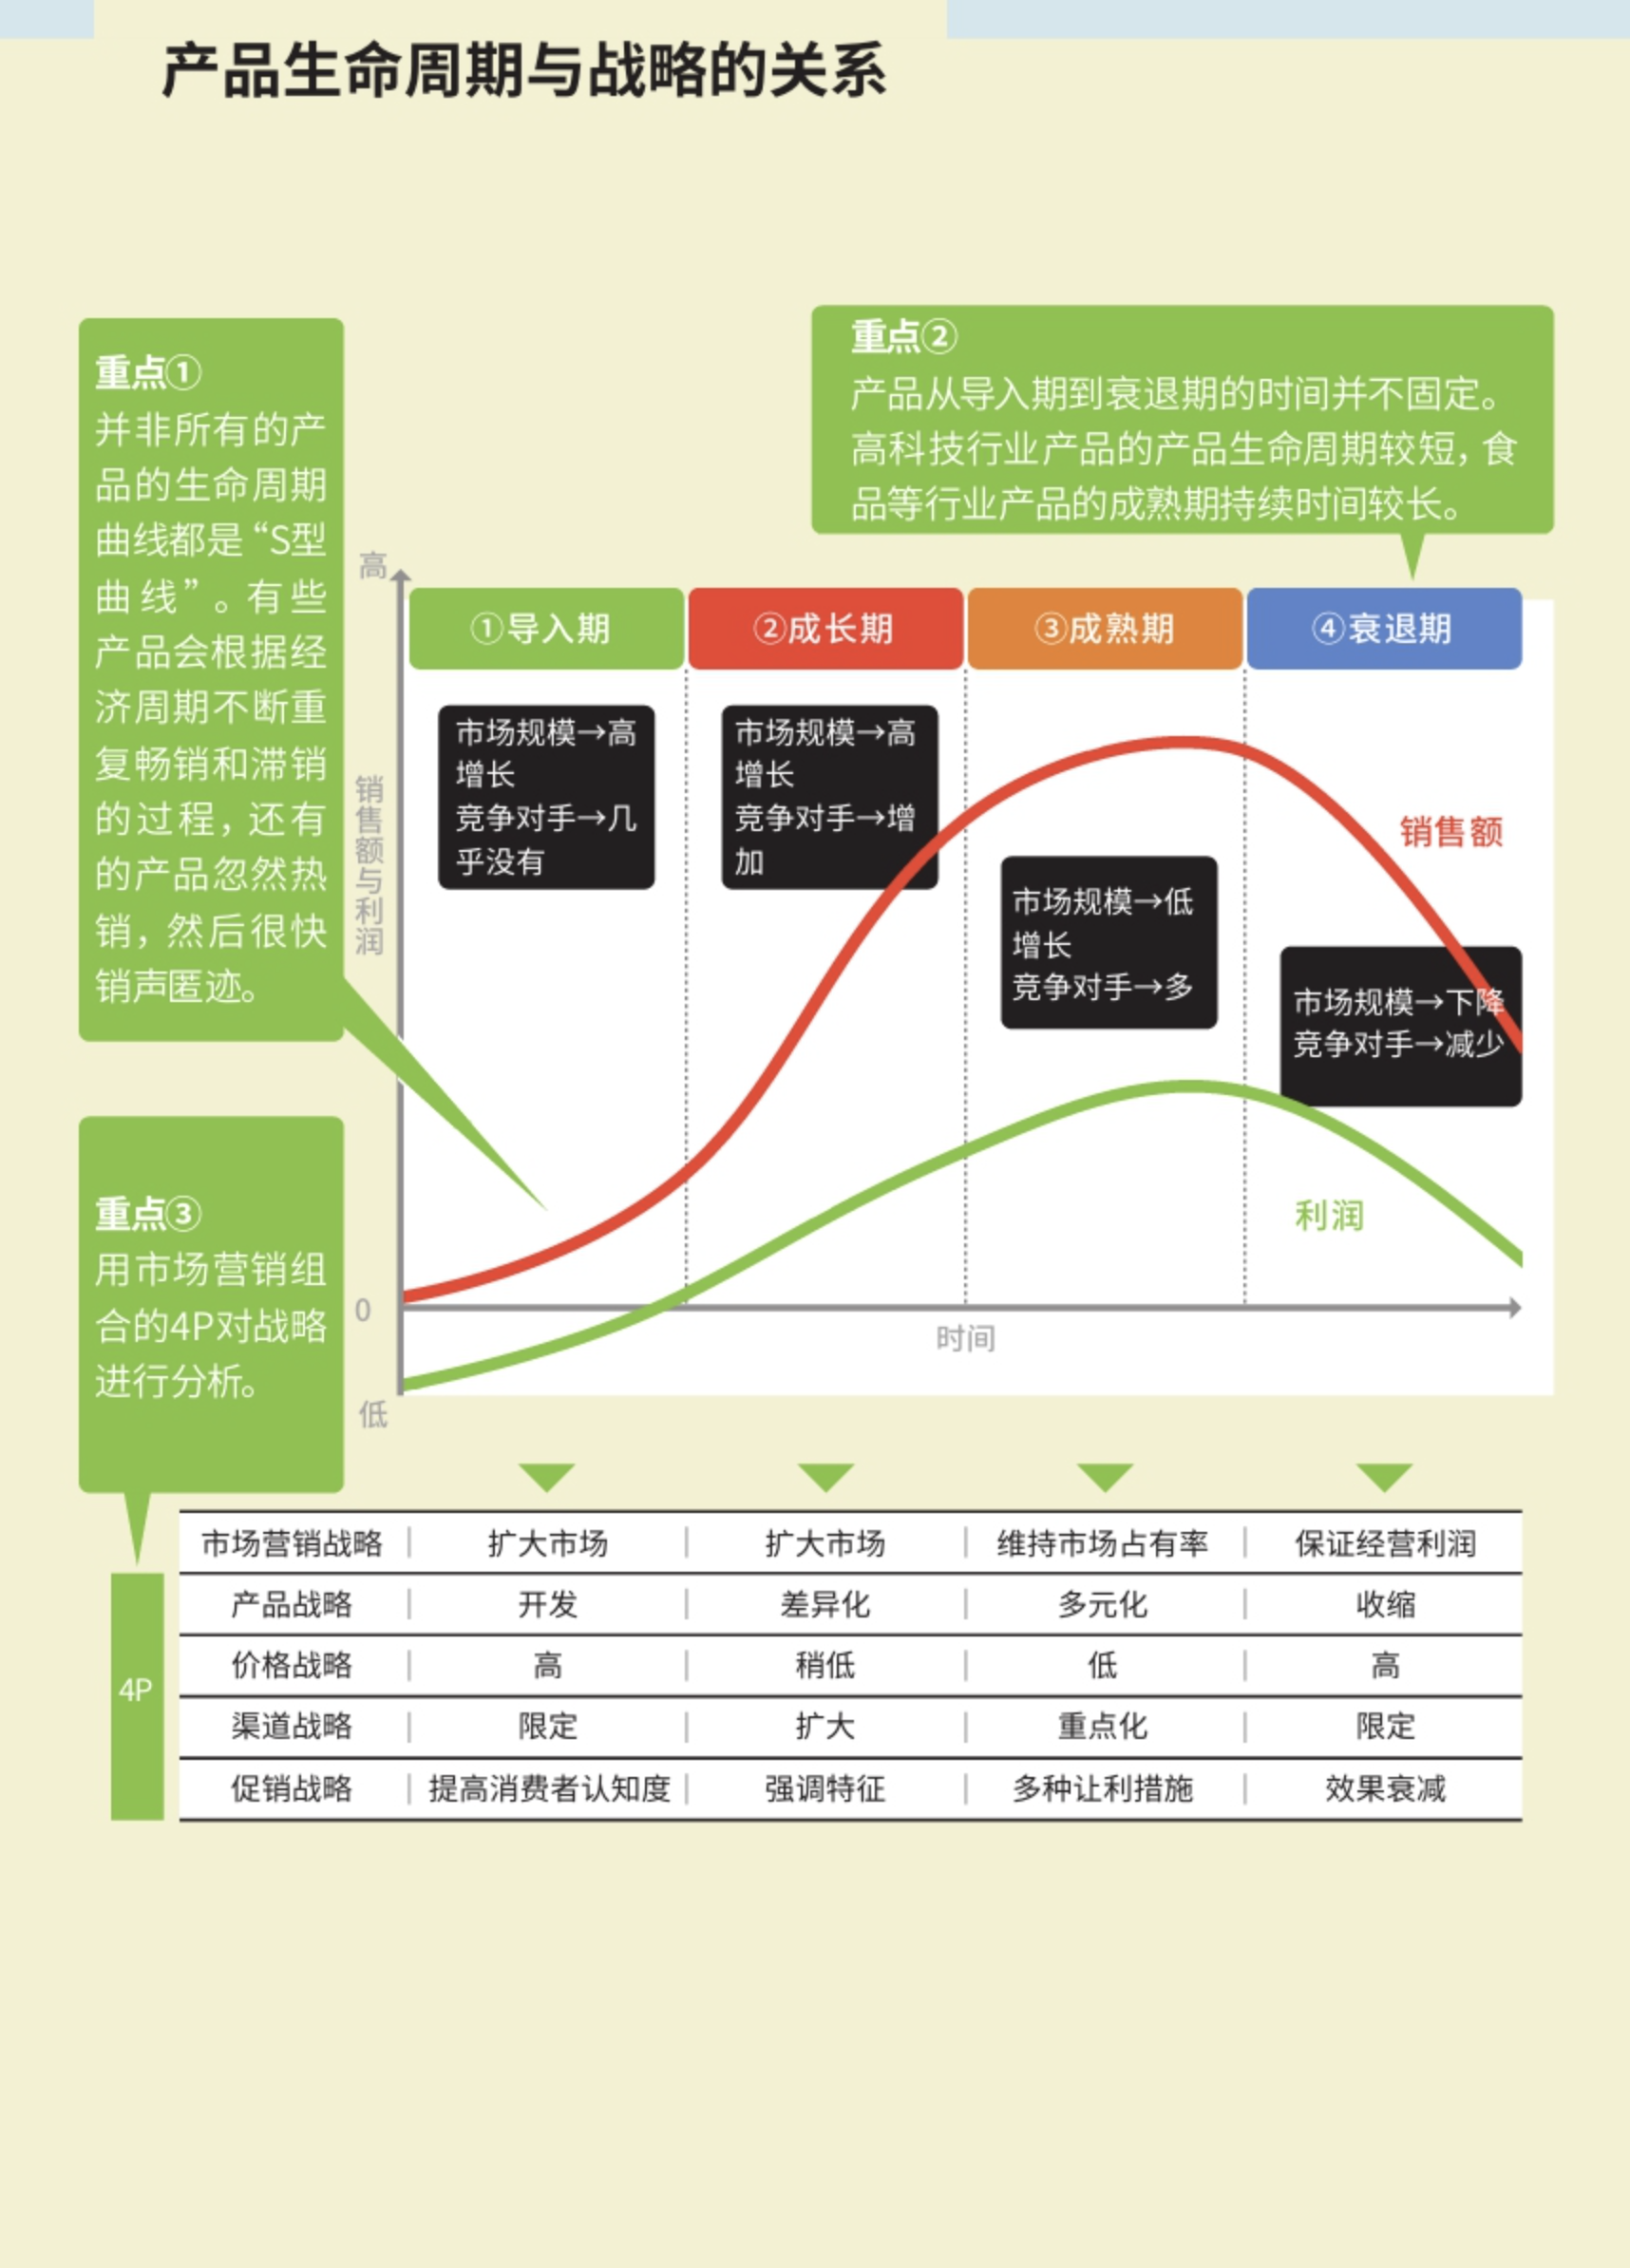 产品生命周期与战略的关系
重点①
并非所有的产
品的生命周期
曲线都是“S型
曲线”。有些
产品会根据经
济周期不断重
复畅销和滞销
的过程，还有
的产品忽然热
销，然后很快
销声匿迹。
重点②
产品从导入期到衰退期的时间并不固定。
高科技行业产品的产品生命周期较短，食
品等行业产品的成熟期持续时间较长。
高
①导入期
②成长期
③成熟期
④衰退期
市场规模→高
增长
竞争对手→几
乎没有
市场规模→高
增长
竞争对手→增
加
市场规模→低
增长
竞争对手→多
市场规模→下降
竞争对手→减少
销售额与利润
销售额
利润
0
时间
低
重点③
用市场营销组
合的4P对战略
进行分析。
市场营销战略 | 扩大市场 | 扩大市场 | 维持市场占有率 | 保证经营利润
4P
产品战略 | 开发 | 差异化 | 多元化 | 收缩
价格战略 | 高 | 稍低 | 低 | 高
渠道战略 | 限定 | 扩大 | 重点化 | 限定
促销战略 | 提高消费者认知度 | 强调特征 | 多种让利措施 | 效果衰减